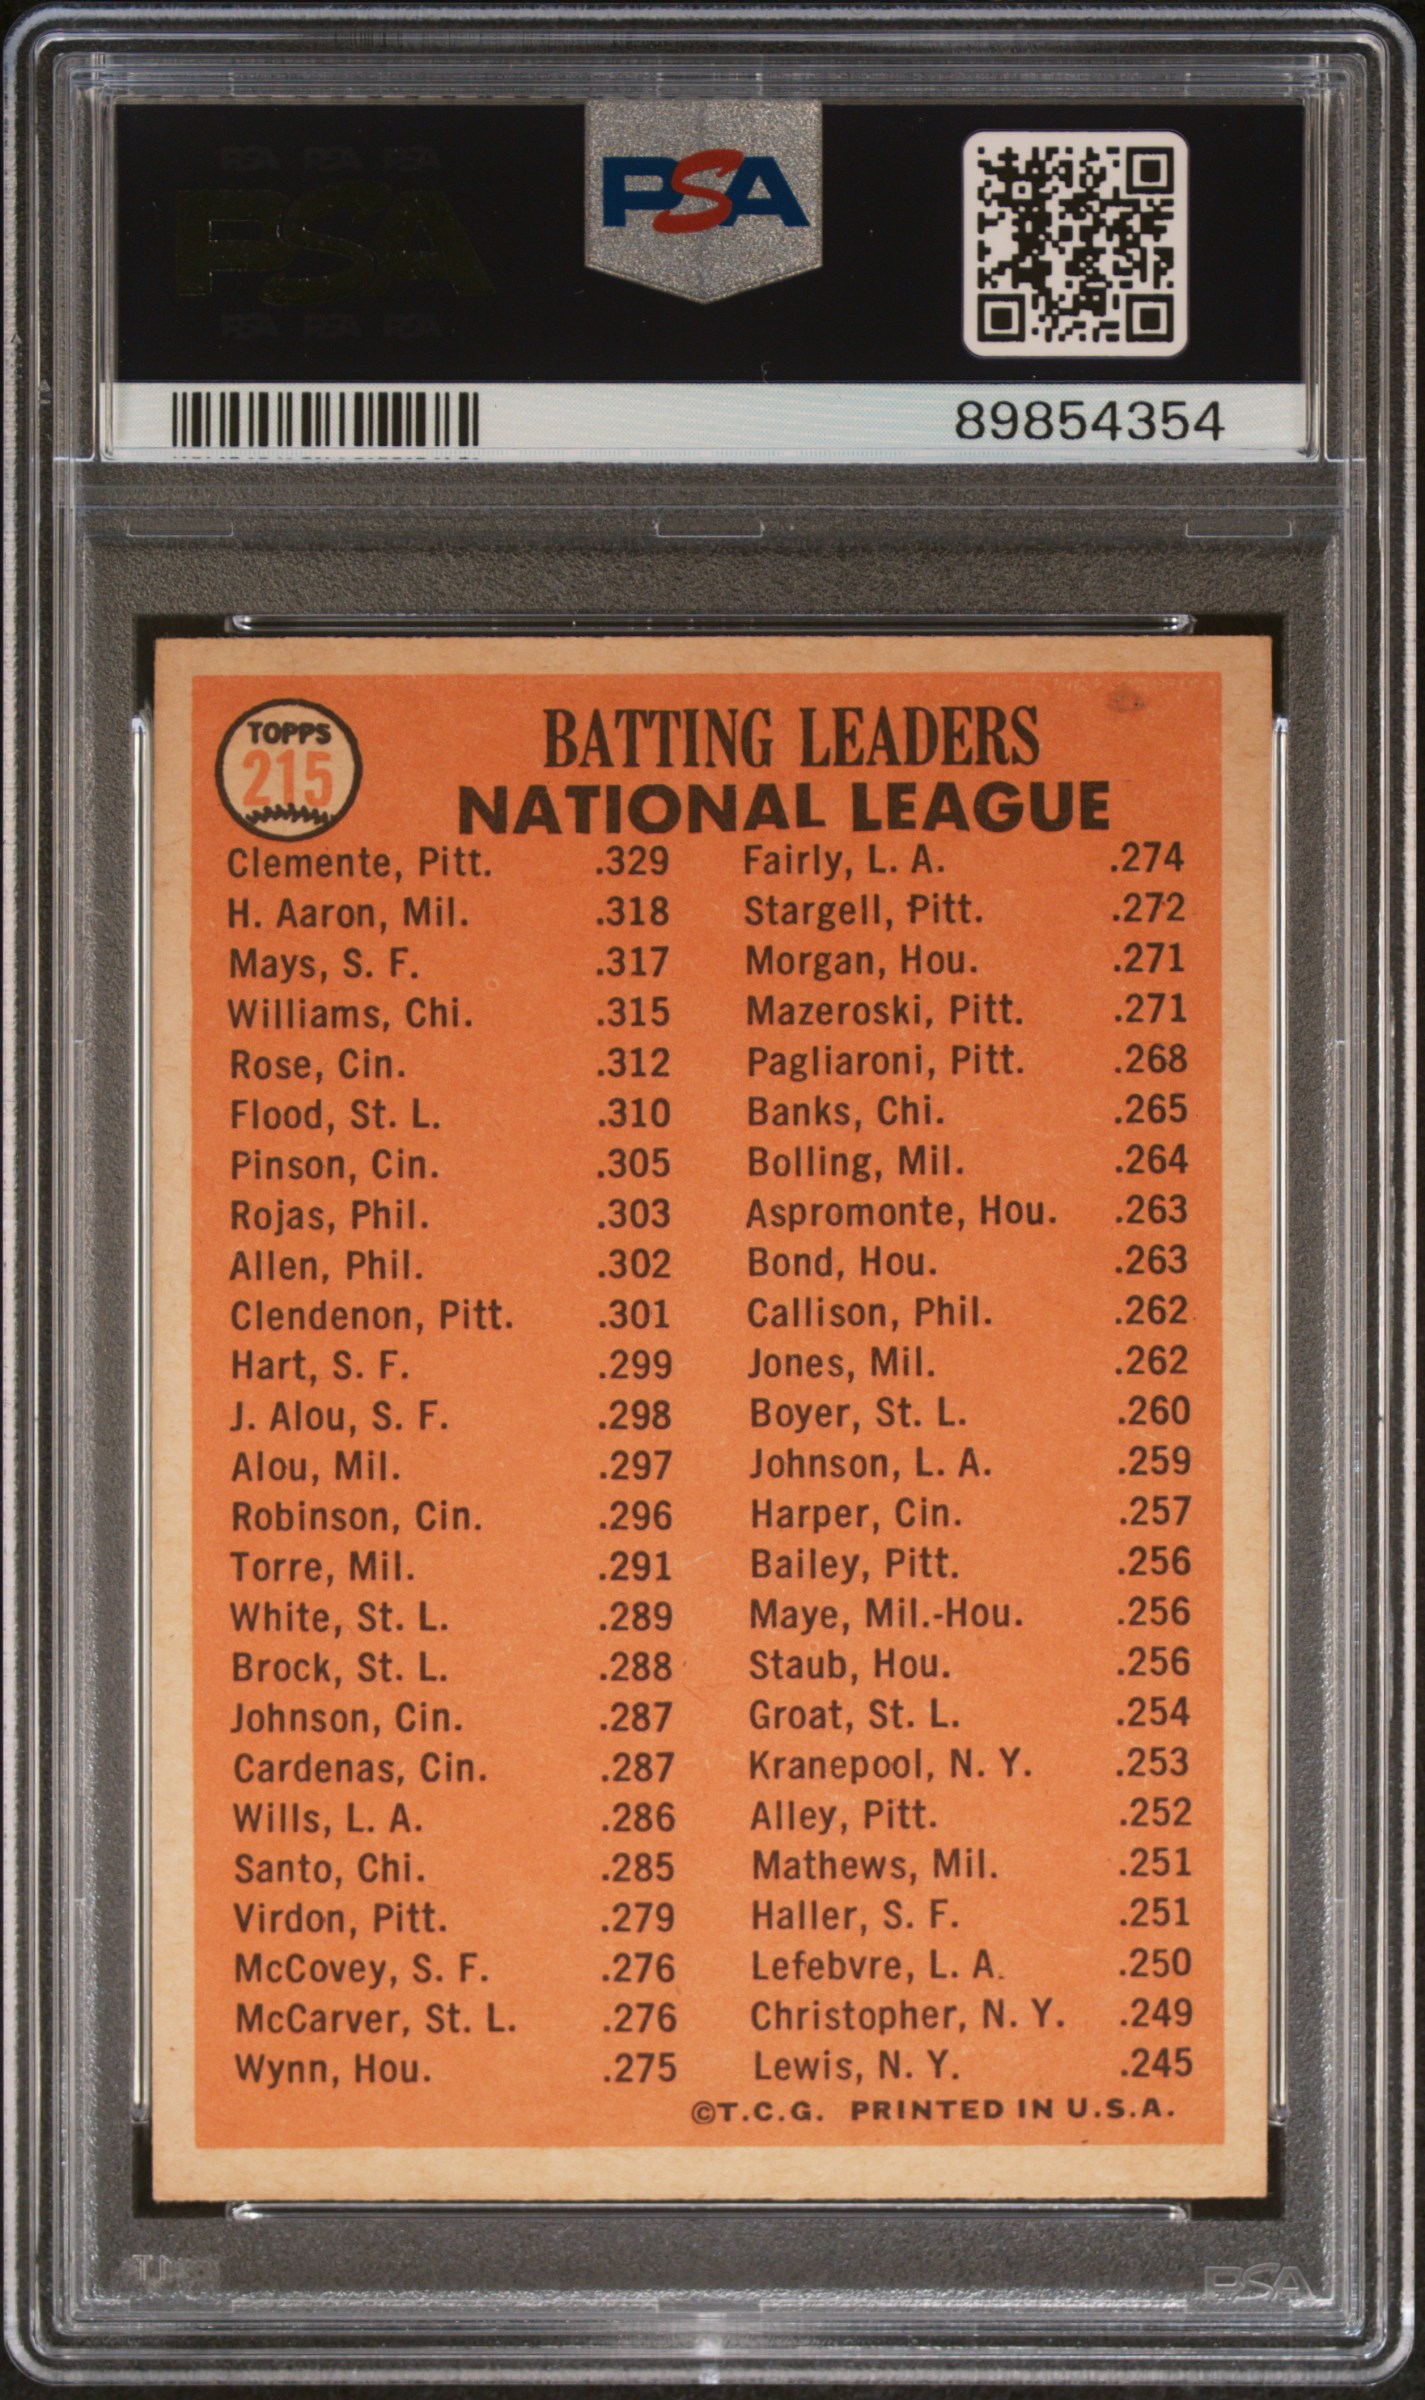 PSA PSA PSA
PSA
PSA PSA PSA
PSA
89854354
TOPPS
215
BATTING LEADERS
NATIONAL LEAGUE
Clemente, Pitt. .329
H. Aaron, Mil. .318
Mays, S. F. .317
Williams, Chi. .315
Rose, Cin. .312
Flood, St. L. .310
Pinson, Cin. .305
Rojas, Phil. .303
Allen, Phil. .302
Clendenon, Pitt. .301
Hart, S. F. .299
J. Alou, S. F. .298
Alou, Mil. .297
Robinson, Cin. .296
Torre, Mil. .291
White, St. L. .289
Brock, St. L. .288
Johnson, Cin. .287
Cardenas, Cin. .287
Wills, L. A. .286
Santo, Chi. .285
Virdon, Pitt. .279
McCovey, S. F. .276
McCarver, St. L. .276
Wynn, Hou. .275
Fairly, L. A. .274
Stargell, Pitt. .272
Morgan, Hou. .271
Mazeroski, Pitt. .271
Pagliaroni, Pitt. .268
Banks, Chi. .265
Bolling, Mil. .264
Aspromonte, Hou. .263
Bond, Hou. .263
Callison, Phil. .262
Jones, Mil. .262
Boyer, St. L. .260
Johnson, L. A. .259
Harper, Cin. .257
Bailey, Pitt. .256
Maye, Mil.-Hou. .256
Staub, Hou. .256
Groat, St. L. .254
Kranepool, N. Y. .253
Alley, Pitt. .252
Mathews, Mil. .251
Haller, S. F. .251
Lefebvre, L. A. .250
Christopher, N. Y. .249
Lewis, N. Y. .245
©T.C.G. PRINTED IN U.S.A.
PSA